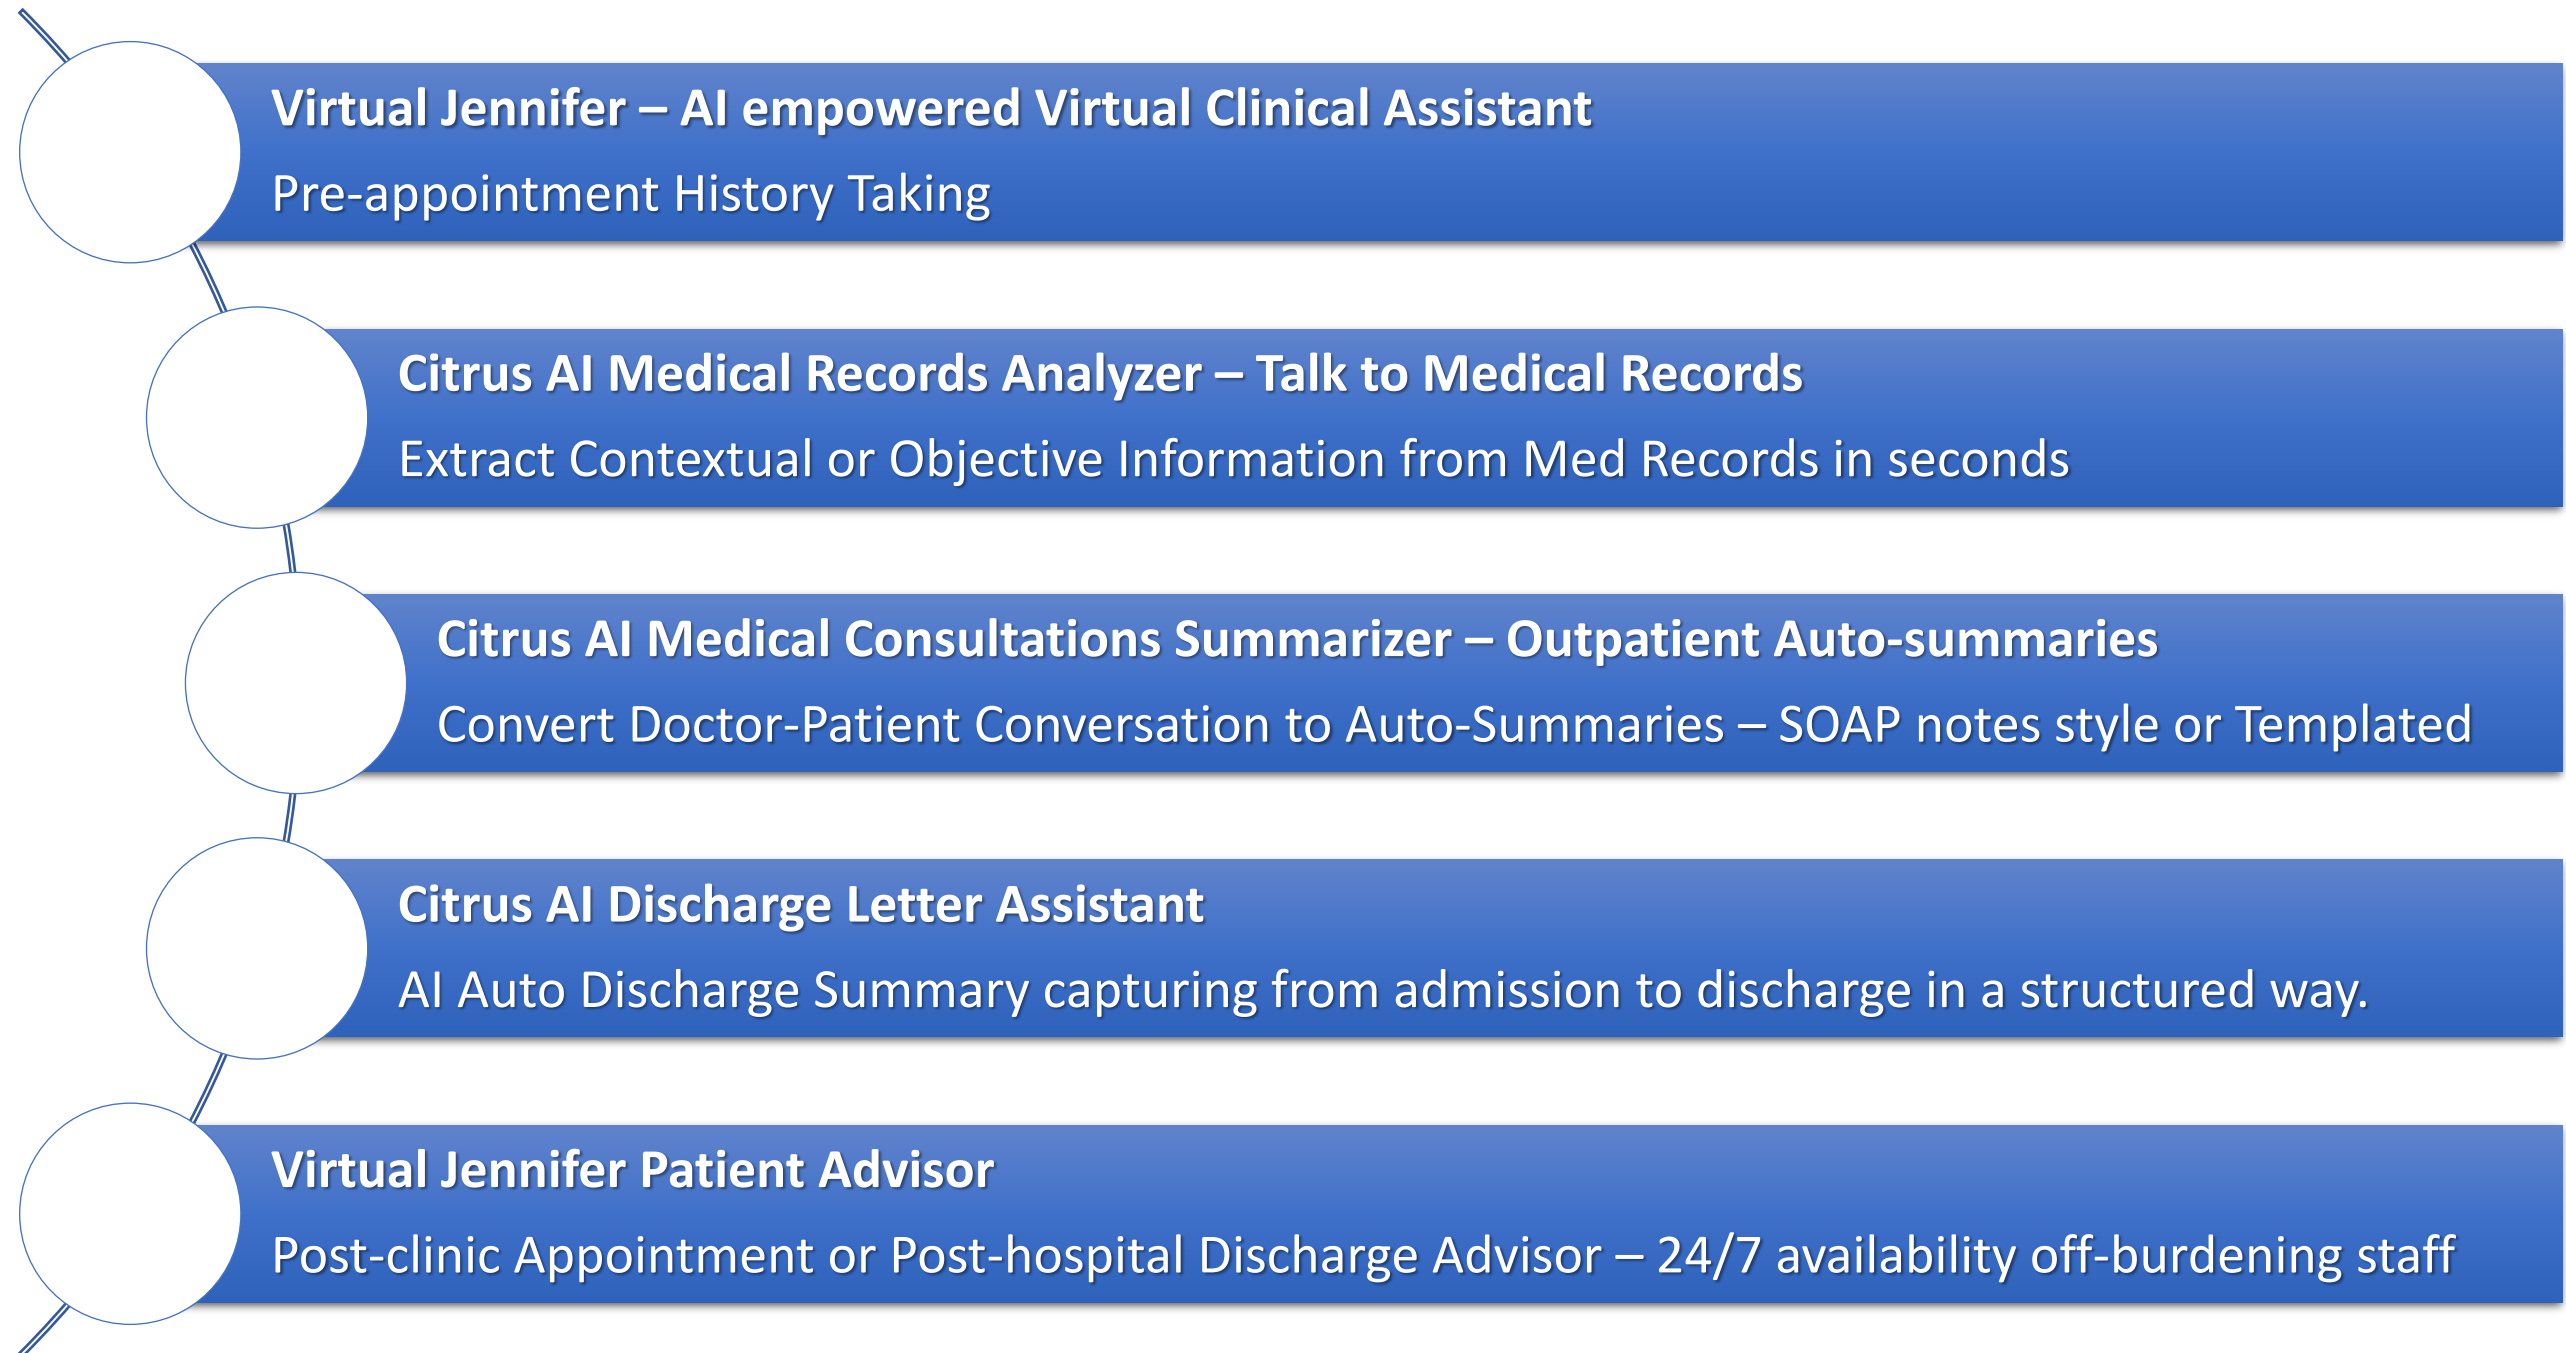 Virtual Jennifer – AI empowered Virtual Clinical Assistant
Pre-appointment History Taking
Citrus AI Medical Records Analyzer – Talk to Medical Records
Extract Contextual or Objective Information from Med Records in seconds
Citrus AI Medical Consultations Summarizer – Outpatient Auto-summaries
Convert Doctor-Patient Conversation to Auto-Summaries – SOAP notes style or Templated
Citrus AI Discharge Letter Assistant
AI Auto Discharge Summary capturing from admission to discharge in a structured way.
Virtual Jennifer Patient Advisor
Post-clinic Appointment or Post-hospital Discharge Advisor – 24/7 availability off-burdening staff